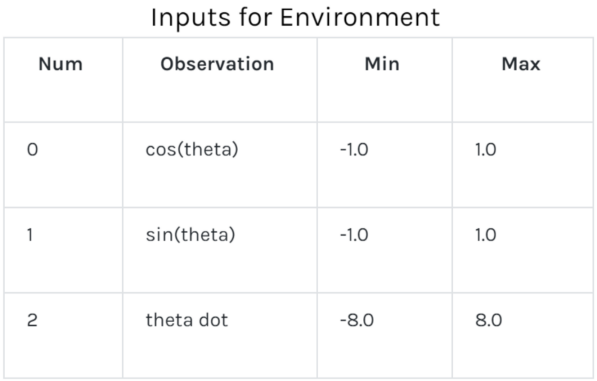 Inputs for Environment
Num Observation Min Max
0 cos(theta) -1.0 1.0
1 sin(theta) -1.0 1.0
2 theta dot -8.0 8.0